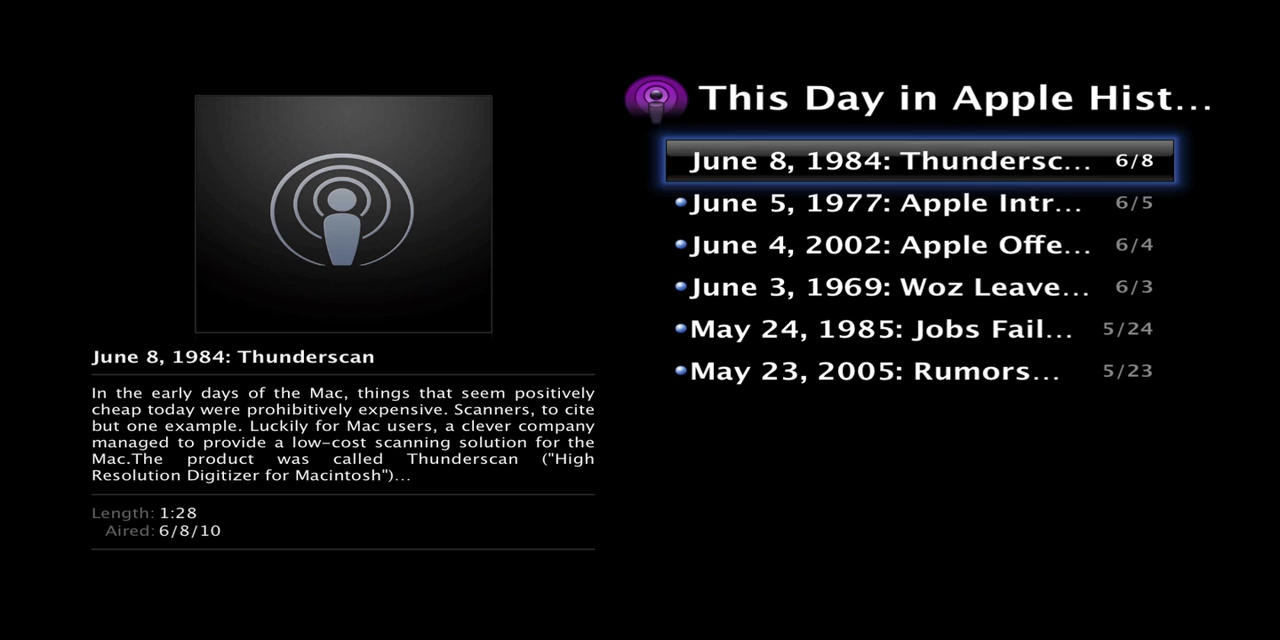 This Day in Apple Hist...
June 8, 1984: Thundersc... 6/8
June 5, 1977: Apple Intr... 6/5
June 4, 2002: Apple Offe... 6/4
June 3, 1969: Woz Leave... 6/3
May 24, 1985: Jobs Fail... 5/24
May 23, 2005: Rumors... 5/23
June 8, 1984: Thunderscan
In the early days of the Mac, things that seem positively
cheap today were prohibitively expensive. Scanners, to cite
but one example. Luckily for Mac users, a clever company
managed to provide a low-cost scanning solution for the
Mac.The product was called Thunderscan ("High
Resolution Digitizer for Macintosh")...
Length: 1:28
Aired: 6/8/10